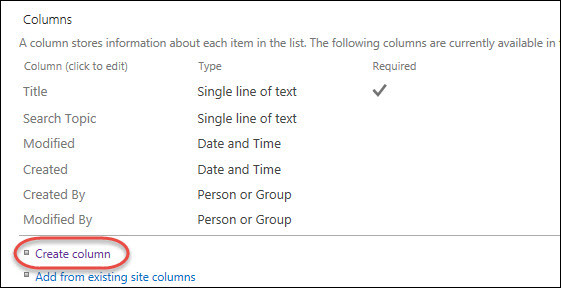 Columns
A column stores information about each item in the list. The following columns are currently available in
Column (click to edit) Type Required
Title Single line of text
Search Topic Single line of text
Modified Date and Time
Created Date and Time
Created By Person or Group
Modified By Person or Group
Create column
Add from existing site columns